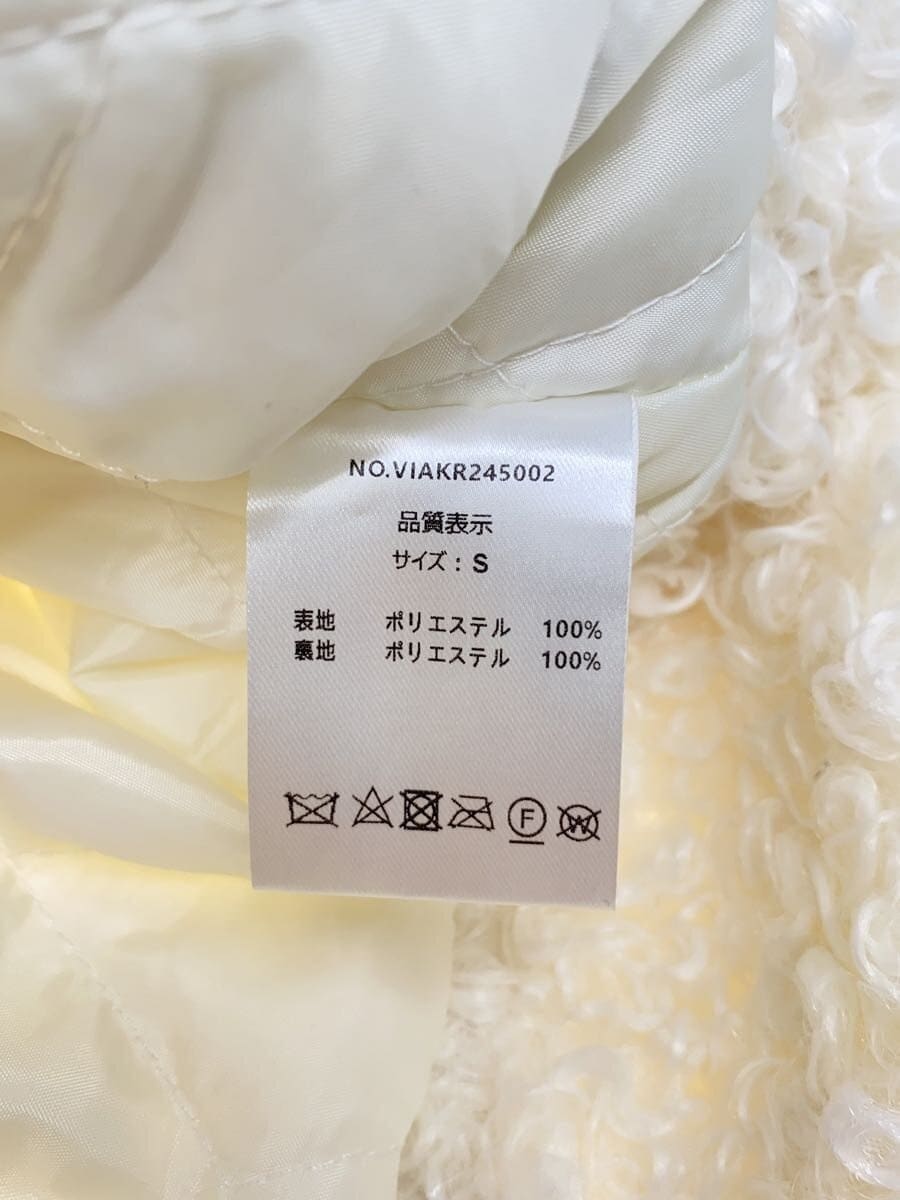 NO.VIAKR245002
品質表示
サイズ：S
表地 ポリエステル 100%
裏地 ポリエステル 100%
F W